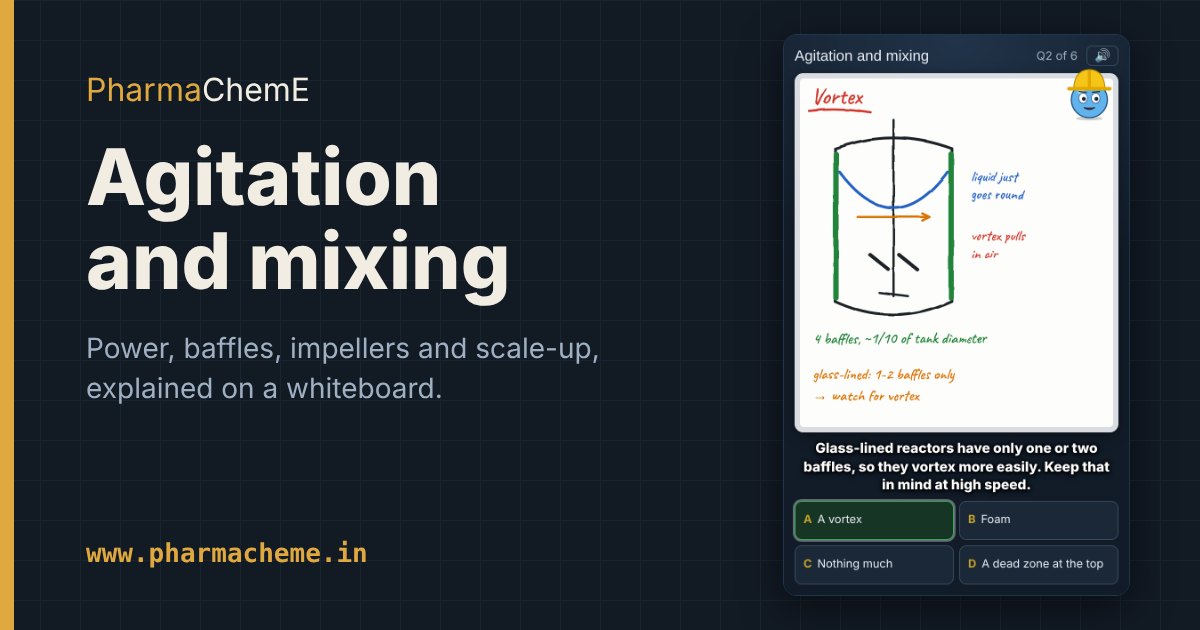 PharmaChemE
Agitation
and mixing
Power, baffles, impellers and scale-up,
explained on a whiteboard.
www.pharmacheme.in
Agitation and mixing
Q2 of 6
Vortex
liquid just
goes round
vortex pulls
in air
4 baffles, ~1/10 of tank diameter
glass-lined: 1-2 baffles only
→ watch for vortex
Glass-lined reactors have only one or two
baffles, so they vortex more easily. Keep that
in mind at high speed.
A A vortex
B Foam
C Nothing much
D A dead zone at the top